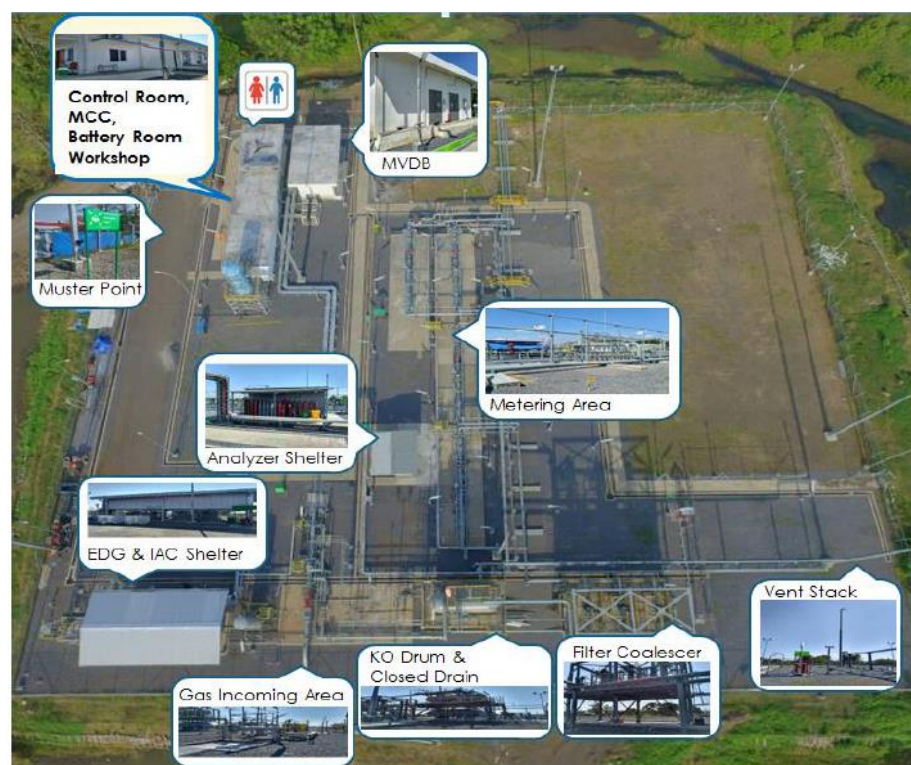 Control Room,
MCC,
Battery Room
Workshop
MVDB
Muster Point
Metering Area
Analyzer Shelter
EDG & IAC Shelter
Vent Stack
KO Drum &
Closed Drain
Filter Coalescer
Gas Incoming Area